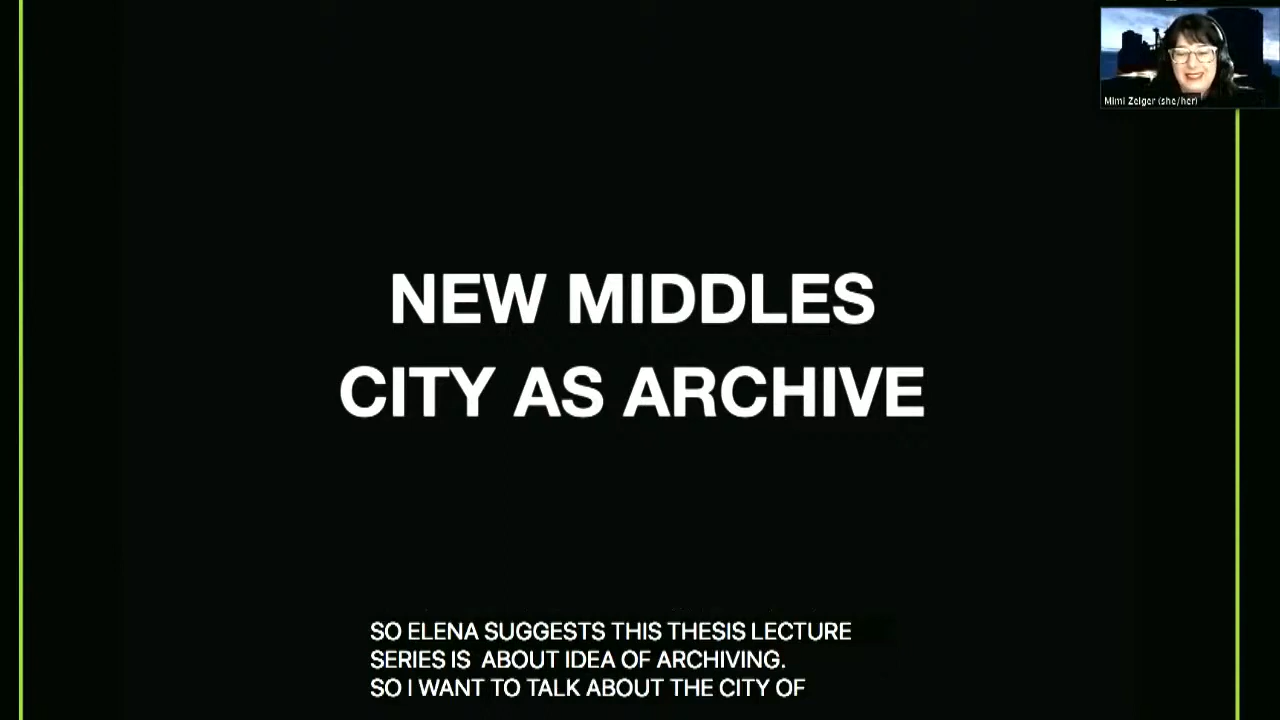 Mimi Zeiger (she/her)
NEW MIDDLES
CITY AS ARCHIVE
SO ELENA SUGGESTS THIS THESIS LECTURE
SERIES IS ABOUT IDEA OF ARCHIVING.
SO I WANT TO TALK ABOUT THE CITY OF